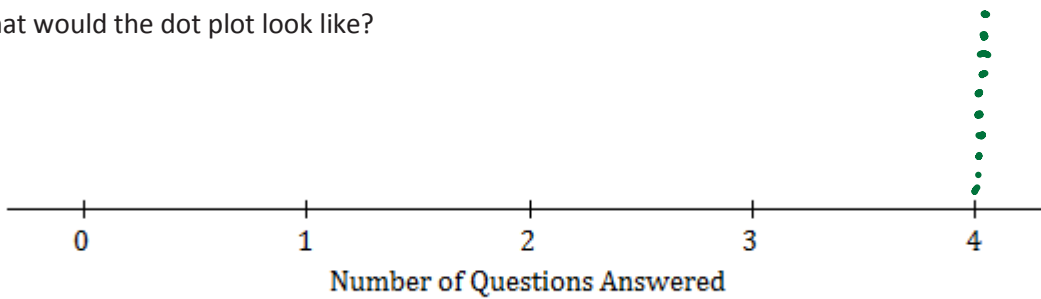 at would the dot plot look like?
0 1 2 3 4
Number of Questions Answered